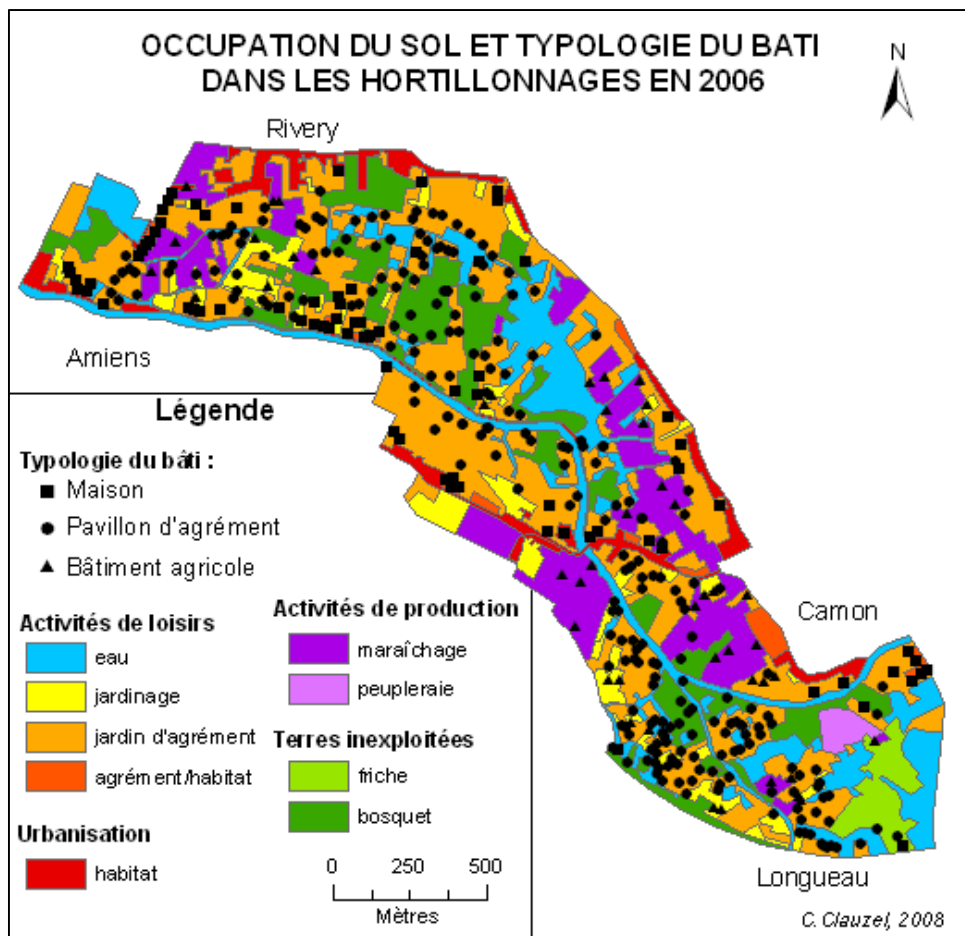 OCCUPATION DU SOL ET TYPOLOGIE DU BATI
DANS LES HORTILLONNAGES EN 2006
N
Rivery
Amiens
Camon
Longueau
Légende
Typologie du bâti :
Maison
Pavillon d'agrément
Bâtiment agricole
Activités de loisirs
eau
jardinage
jardin d'agrément
agrément/habitat
Urbanisation
habitat
Activités de production
maraîchage
peupleraie
Terres inexploitées
friche
bosquet
0 250 500
Mètres
C. Clauzel, 2008